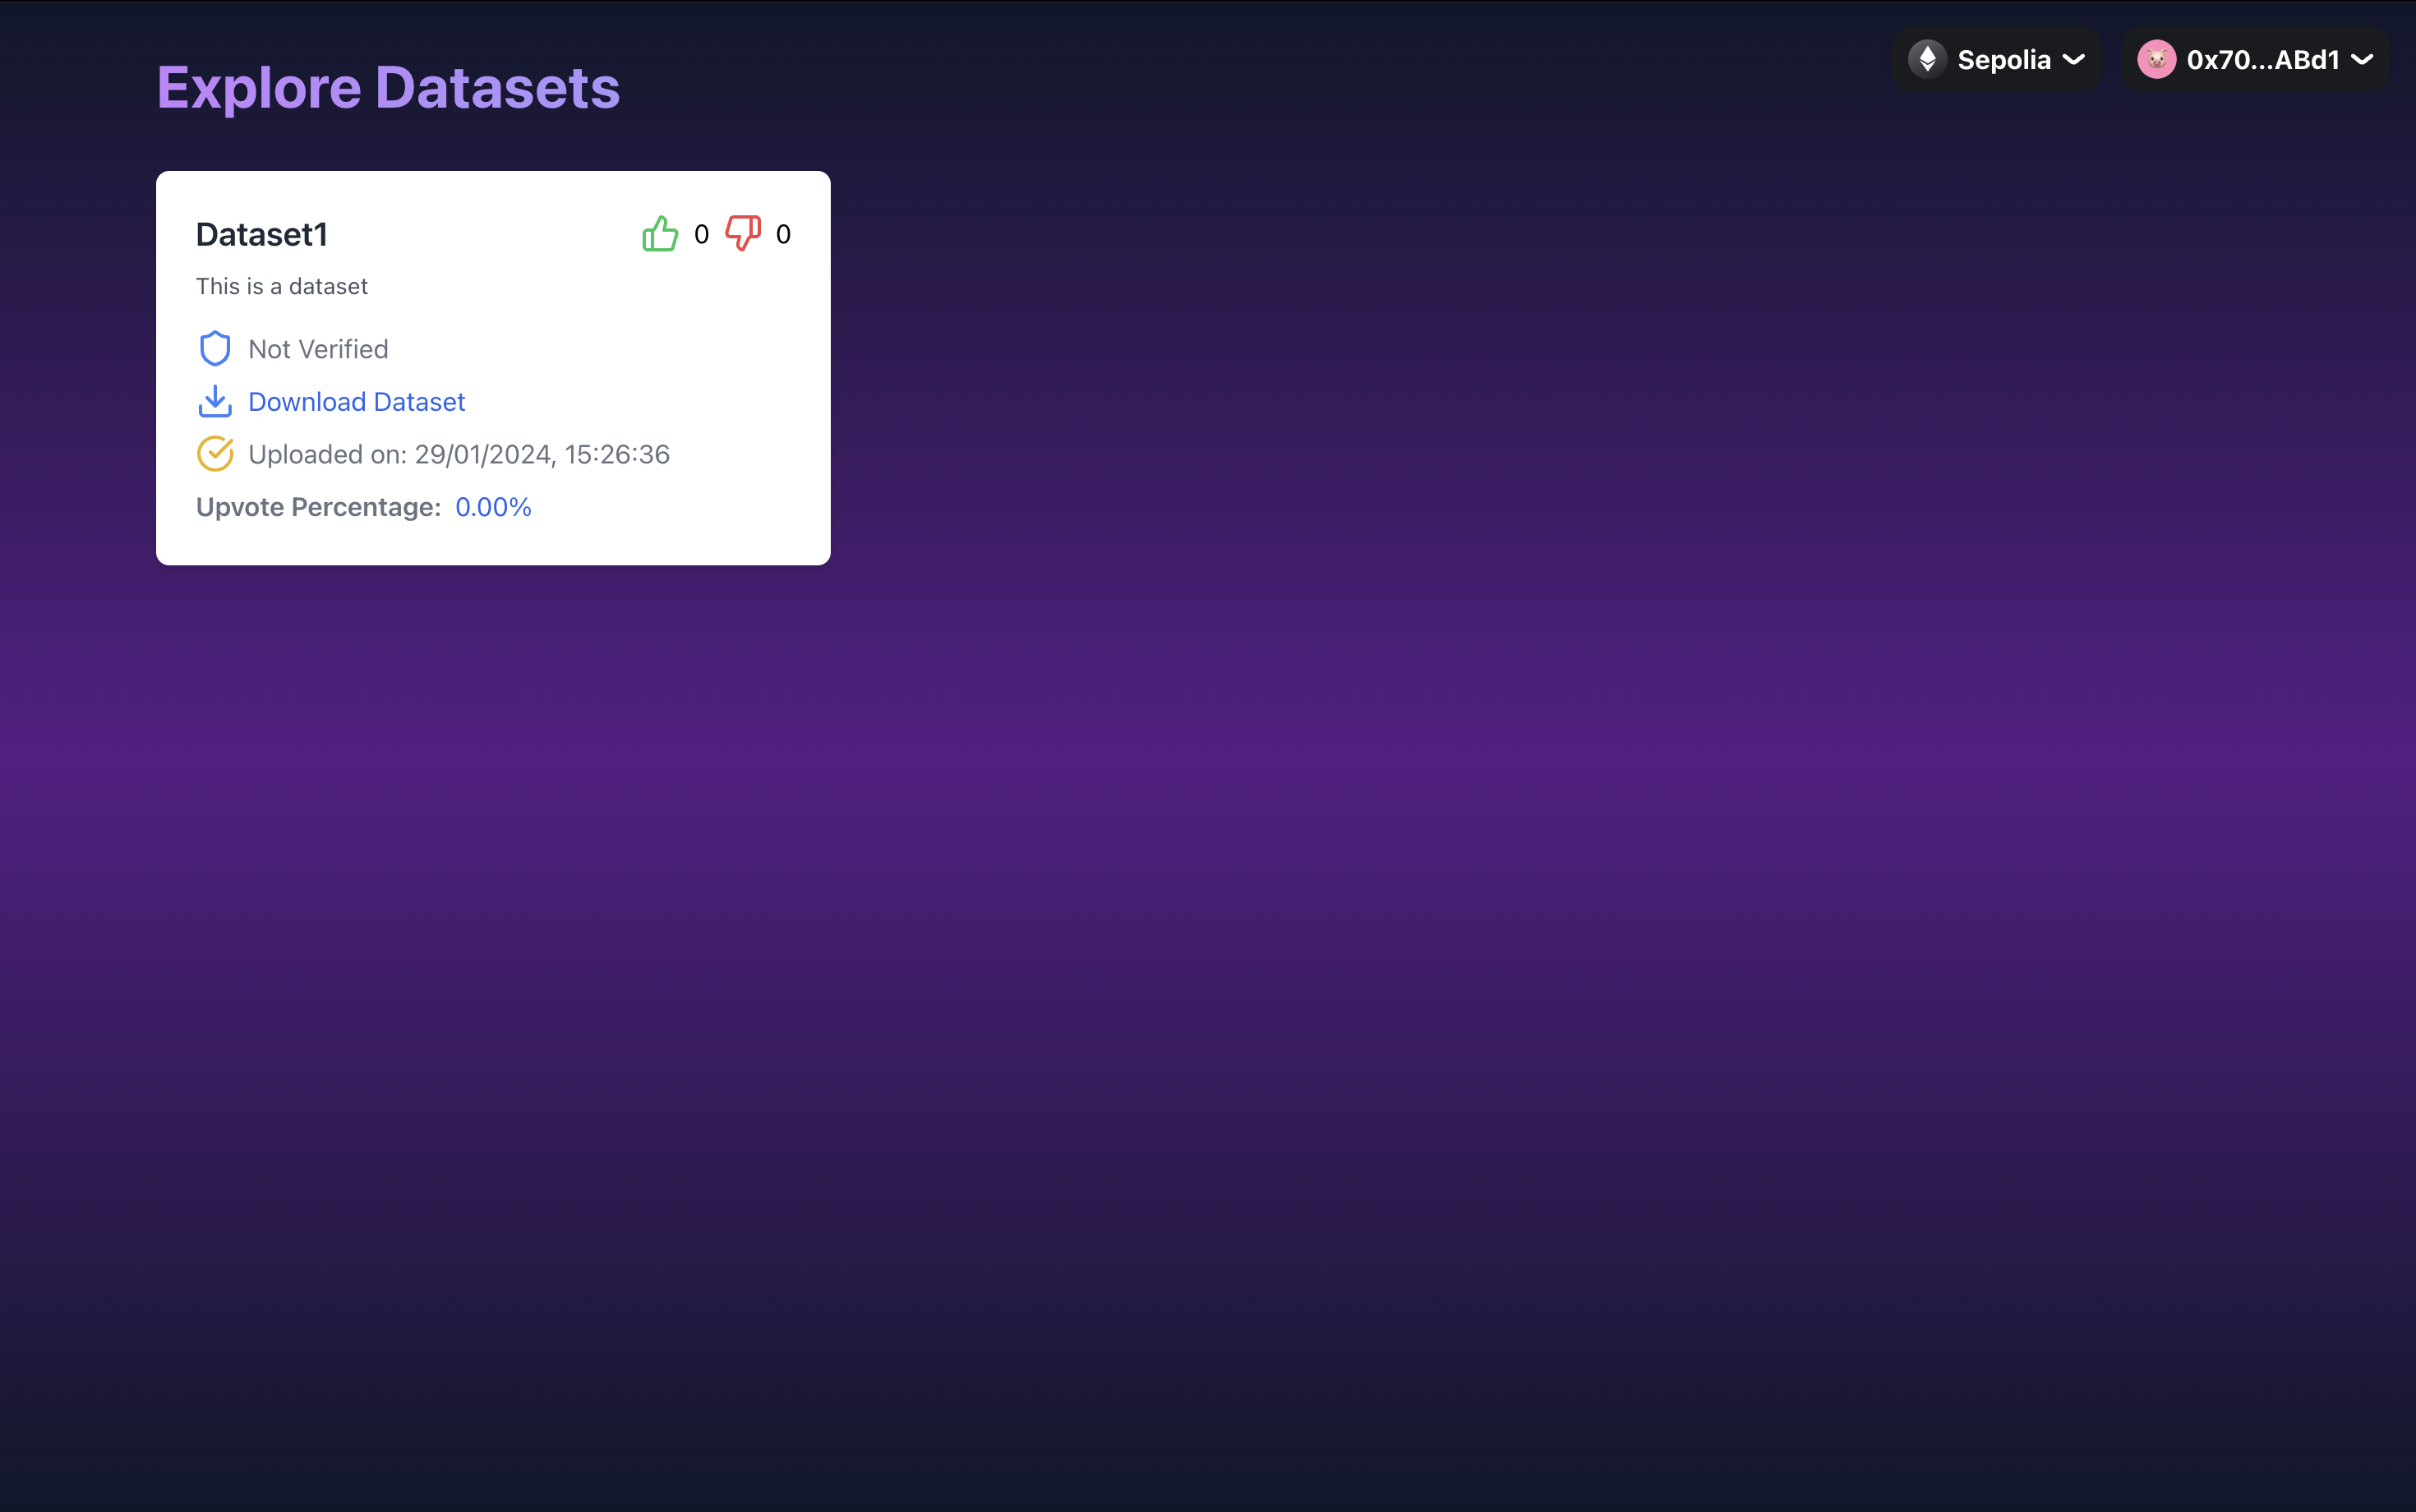 Explore Datasets
Sepolia
0x70...ABd1
Dataset1
0
0
This is a dataset
Not Verified
Download Dataset
Uploaded on: 29/01/2024, 15:26:36
Upvote Percentage: 0.00%